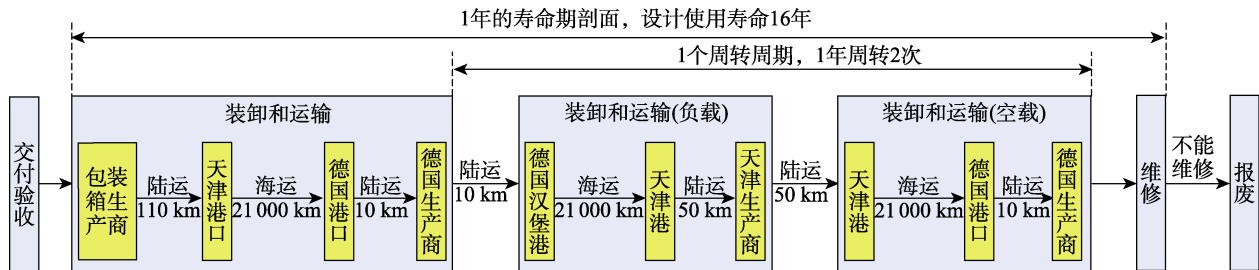 1年的寿命期剖面，设计使用寿命16年
1个周转周期，1年周转2次
交付验收
装卸和运输
包装箱生产商
陆运
110 km
天津港口
海运
21 000 km
德国港口
陆运
10 km
德国生产商
陆运
10 km
装卸和运输(负载)
德国汉堡港
海运
21 000 km
天津港
陆运
50 km
天津生产商
陆运
50 km
装卸和运输(空载)
天津港
海运
21 000 km
德国港口
陆运
10 km
德国生产商
维修
不能
维修
报废